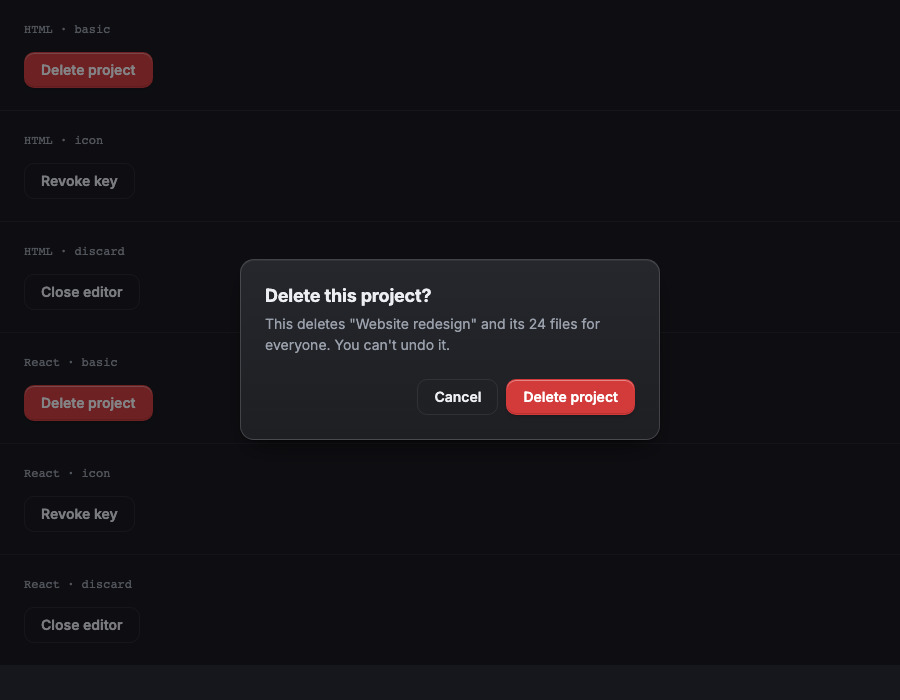 HTML · basic
Delete project
HTML · icon
Revoke key
HTML · discard
Close editor
Delete this project?
This deletes "Website redesign" and its 24 files for
everyone. You can't undo it.
Cancel
Delete project
React · basic
Delete project
React · icon
Revoke key
React · discard
Close editor